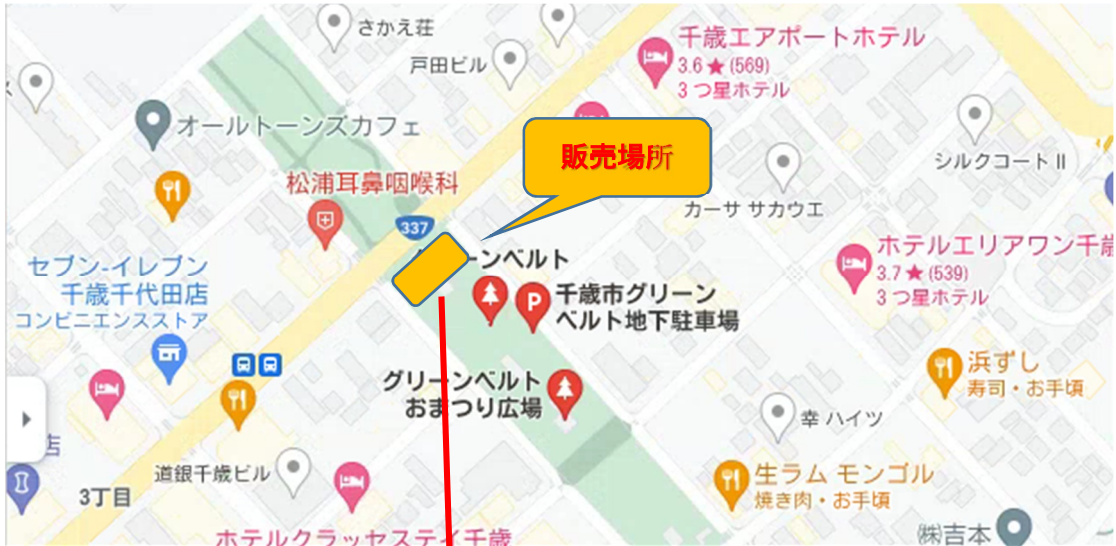 さかえ荘
戸田ビル
千歳エアポートホテル
3.6★(569)
3つ星ホテル
オールトーンズカフェ
販売場所
シルクコートⅡ
松浦耳鼻咽喉科
カーサ サカウエ
337
ーンベルト
ホテルエリアワン千歳
3.7★(539)
3つ星ホテル
セブン-イレブン
千歳千代田店
コンビニエンスストア
P
千歳市グリーン
ベルト地下駐車場
グリーンベルト
おまつり広場
浜ずし
寿司・お手頃
幸 ハイツ
店
道銀千歳ビル
3丁目
生ラム モンゴル
焼き肉・お手頃
㈱吉本
ホテルクラッセステイ千歳